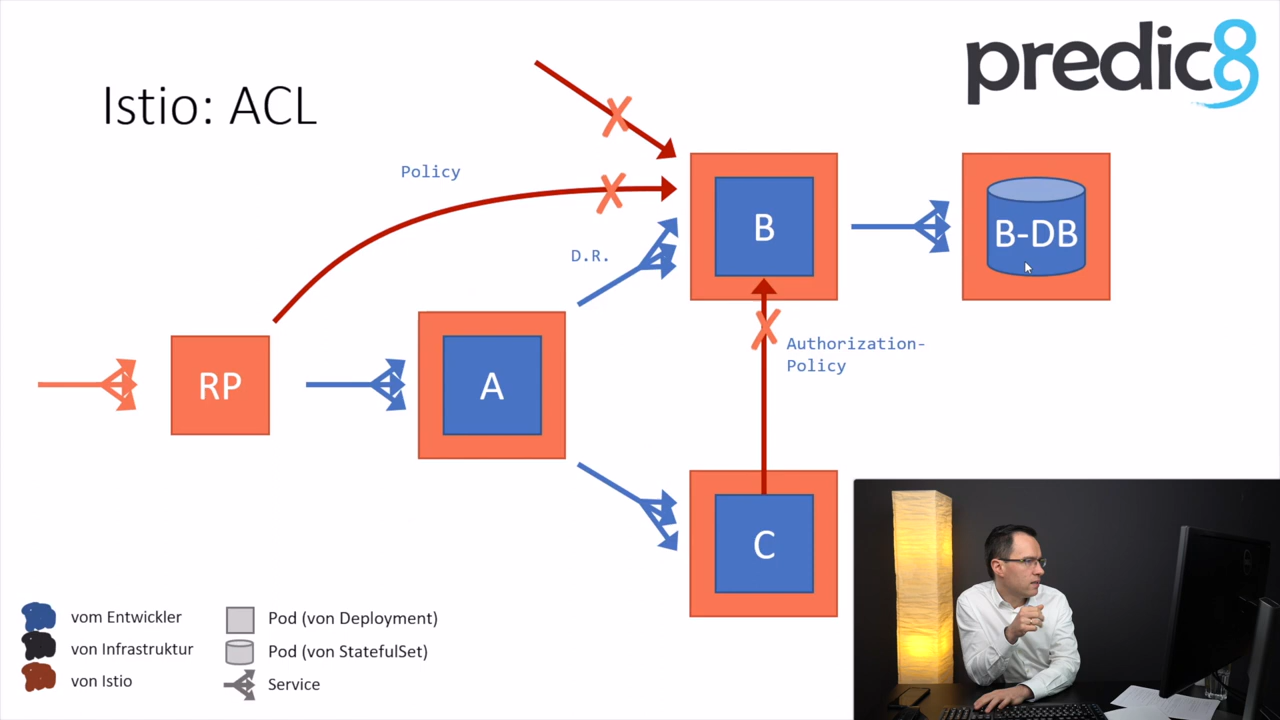 predic8
Istio: ACL
Policy
B
B-DB
D.R.
RP
A
Authorization-
Policy
C
vom Entwickler
von Infrastruktur
von Istio
Pod (von Deployment)
Pod (von StatefulSet)
Service